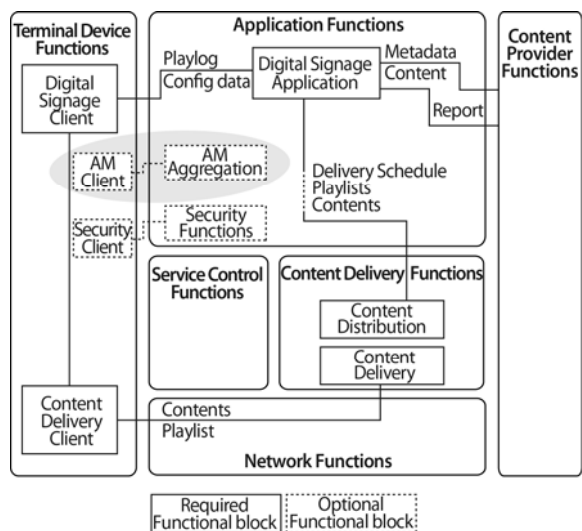 Terminal Device
Functions
Application Functions
Content
Provider
Functions
Digital
Signage
Client
Playlog
Config data
Digital Signage
Application
Metadata
Content
Report
AM
Client
AM
Aggregation
Delivery Schedule
Playlists
Contents
Security
Client
Security
Functions
Service Control
Functions
Content Delivery Functions
Content
Distribution
Content
Delivery
Content
Delivery
Client
Contents
Playlist
Network Functions
Required
Functional block
Optional
Functional block